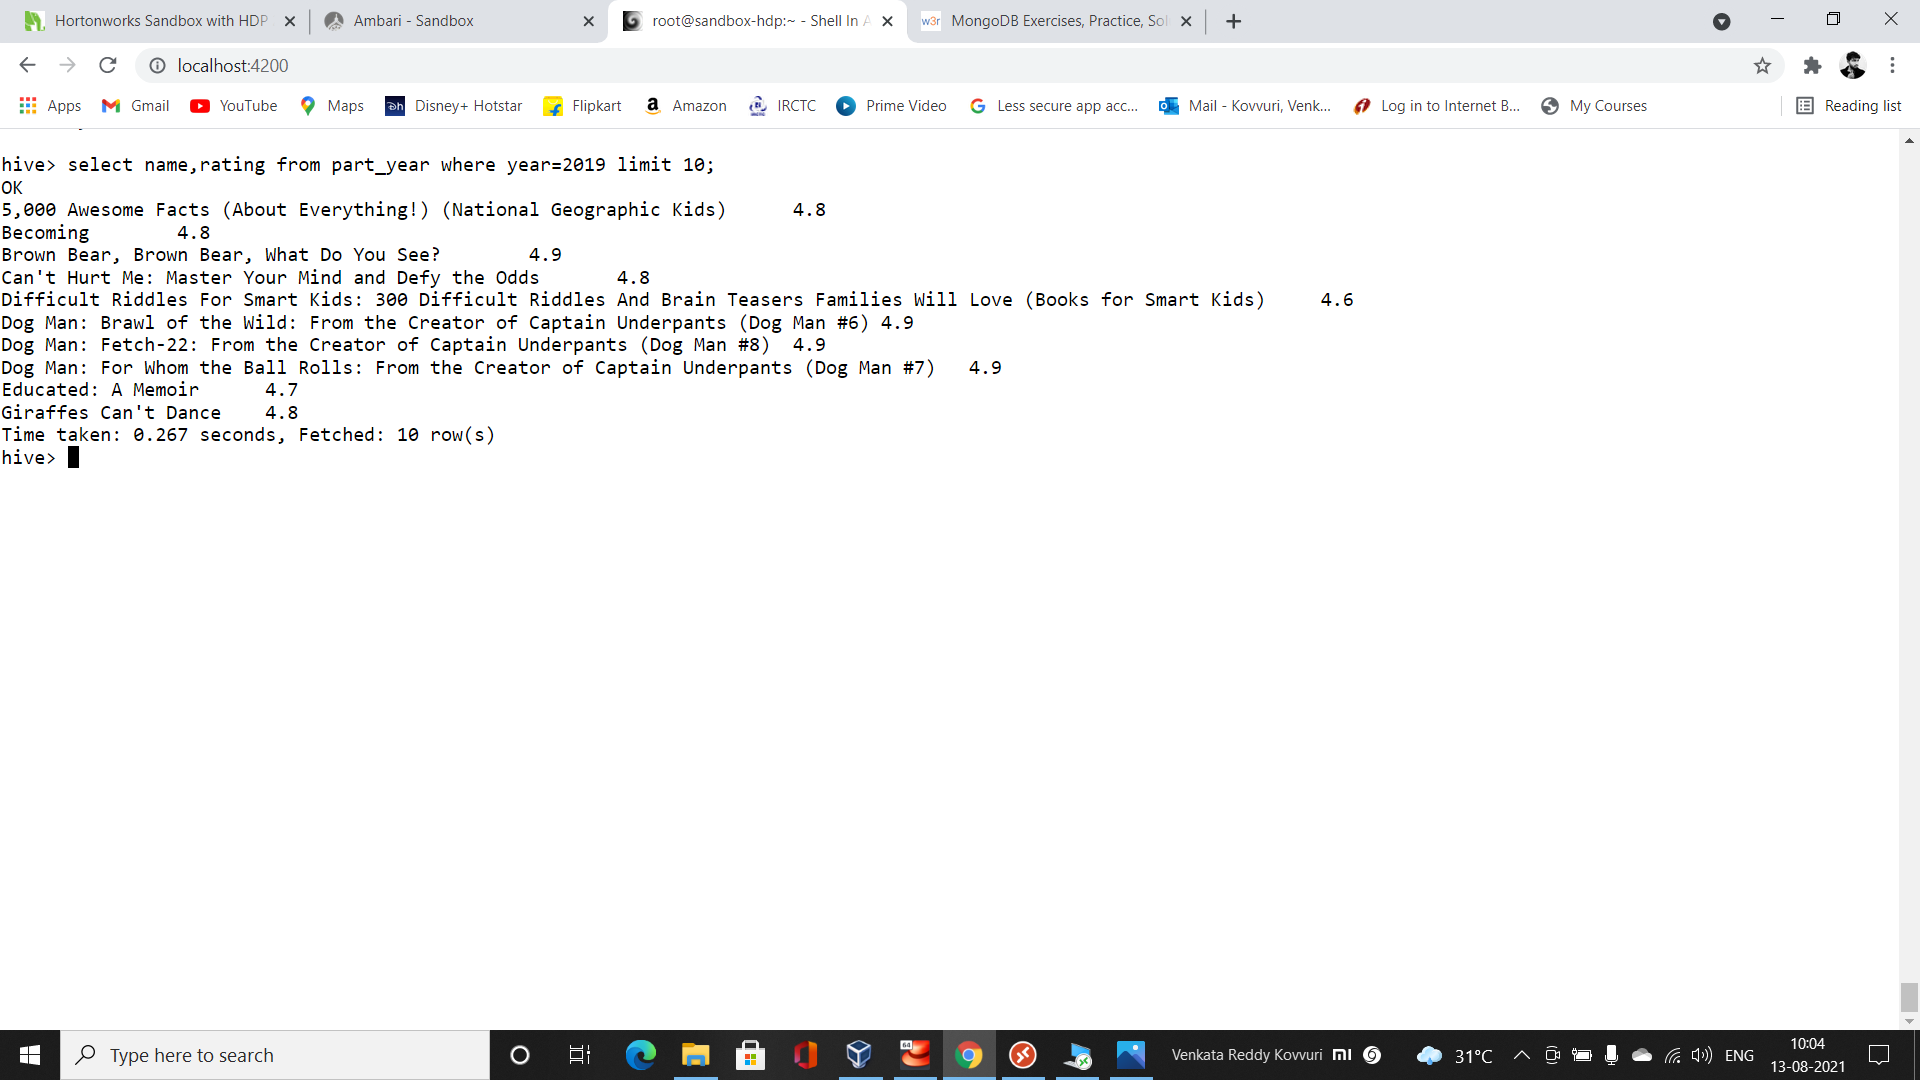 Hortonworks Sandbox with HDP
Ambari - Sandbox
root@sandbox-hdp:~ - Shell In A
w3r MongoDB Exercises, Practice, Sol
localhost:4200
Apps Gmail YouTube Maps Disney+ Hotstar Flipkart Amazon IRCTC Prime Video Less secure app acc... Mail - Kovvuri, Venk... Log in to Internet B... My Courses Reading list
hive> select name,rating from part_year where year=2019 limit 10;
OK
5,000 Awesome Facts (About Everything!) (National Geographic Kids) 4.8
Becoming 4.8
Brown Bear, Brown Bear, What Do You See? 4.9
Can't Hurt Me: Master Your Mind and Defy the Odds 4.8
Difficult Riddles For Smart Kids: 300 Difficult Riddles And Brain Teasers Families Will Love (Books for Smart Kids) 4.6
Dog Man: Brawl of the Wild: From the Creator of Captain Underpants (Dog Man #6) 4.9
Dog Man: Fetch-22: From the Creator of Captain Underpants (Dog Man #8) 4.9
Dog Man: For Whom the Ball Rolls: From the Creator of Captain Underpants (Dog Man #7) 4.9
Educated: A Memoir 4.7
Giraffes Can't Dance 4.8
Time taken: 0.267 seconds, Fetched: 10 row(s)
hive>
Type here to search
Venkata Reddy Kovvuri
31°C
ENG
10:04
13-08-2021